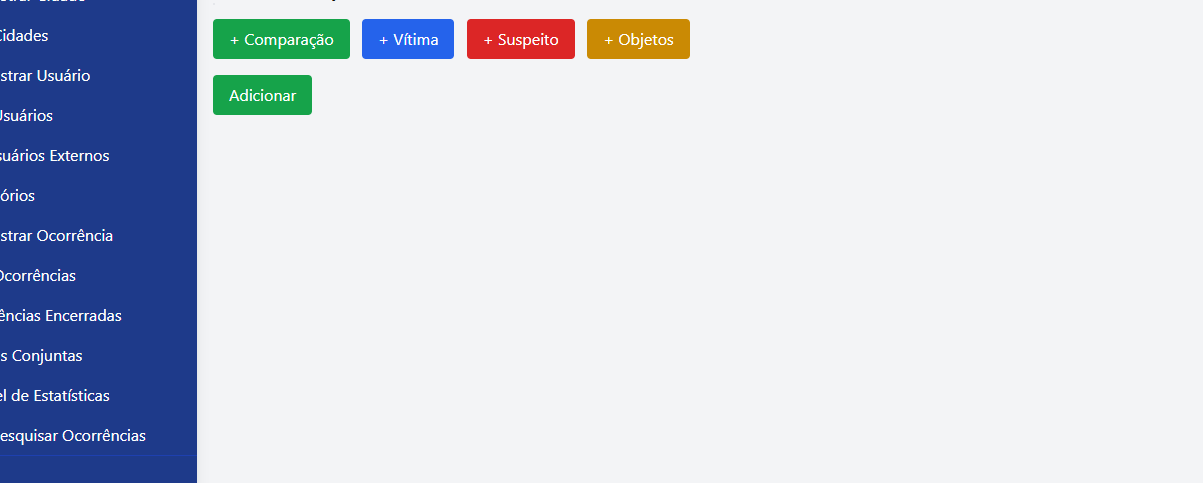 Cidades
strar Usuário
Usuários
suários Externos
órios
strar Ocorrência
Ocorrências
ências Encerradas
s Conjuntas
el de Estatísticas
esquisar Ocorrências
+ Comparação
+ Vítima
+ Suspeito
+ Objetos
Adicionar